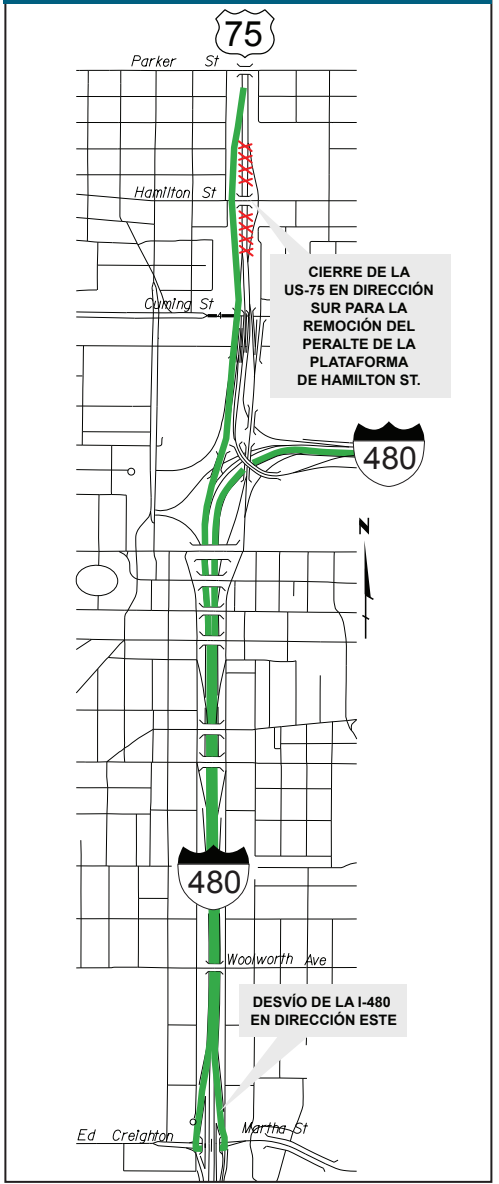 75
Parker St
Hamilton St
CIERRE DE LA
US-75 EN DIRECCIÓN
SUR PARA LA
REMOCIÓN DEL
PERALTE DE LA
PLATAFORMA
DE HAMILTON ST.
Cuming St
480
N
480
Woolworth Ave
DESVÍO DE LA I-480
EN DIRECCIÓN ESTE
Ed Creighton
Martha St